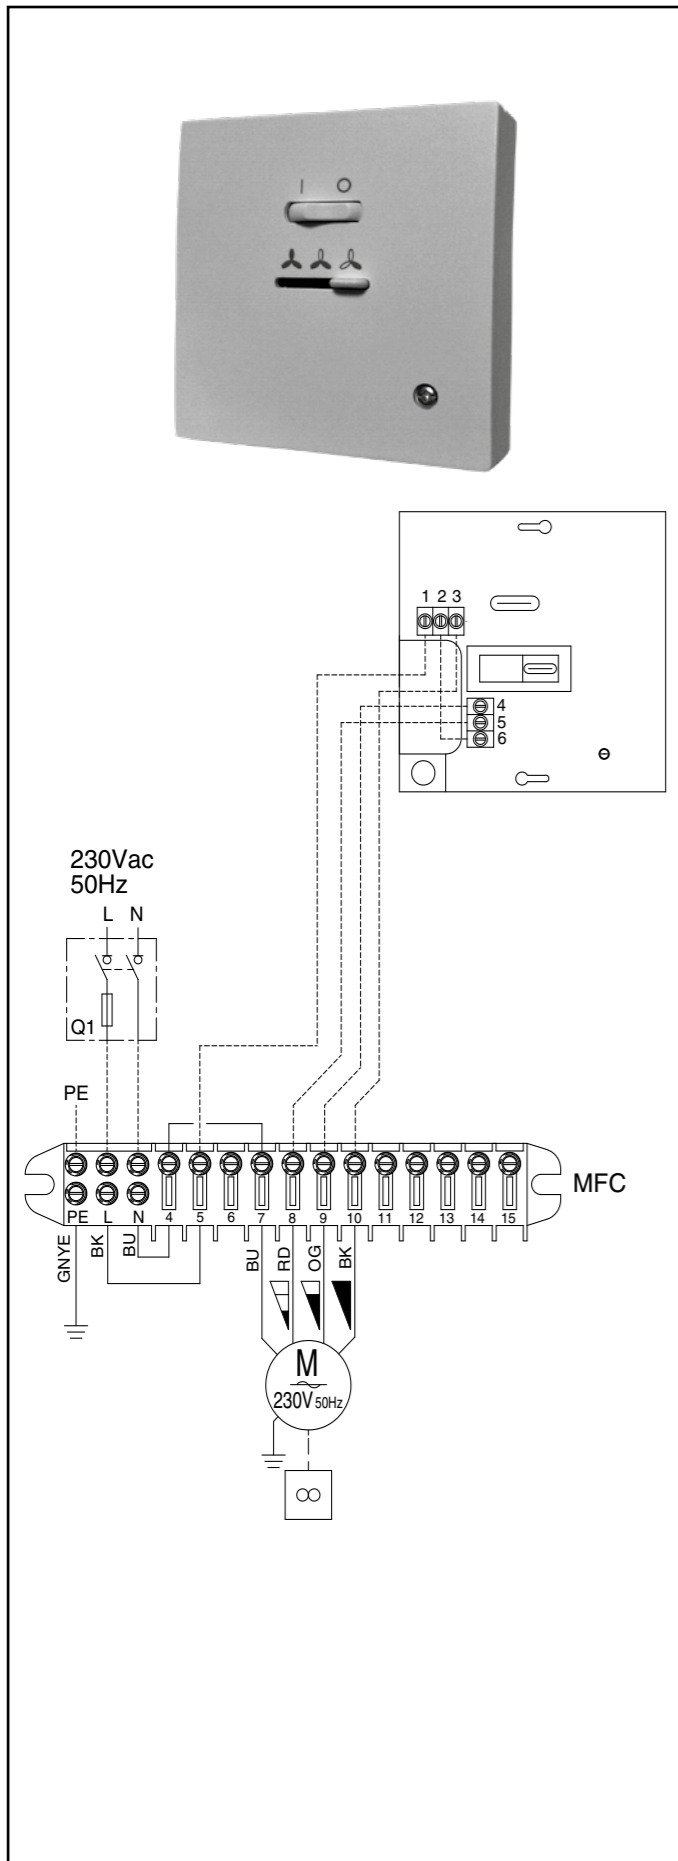 I O
1 2 3
4
5
6
230Vac
50Hz
L N
Q1
PE
MFC
PE L N 4 5 6 7 8 9 10 11 12 13 14 15
GNYE BK BU BU RD OG BK
M
230V 50Hz